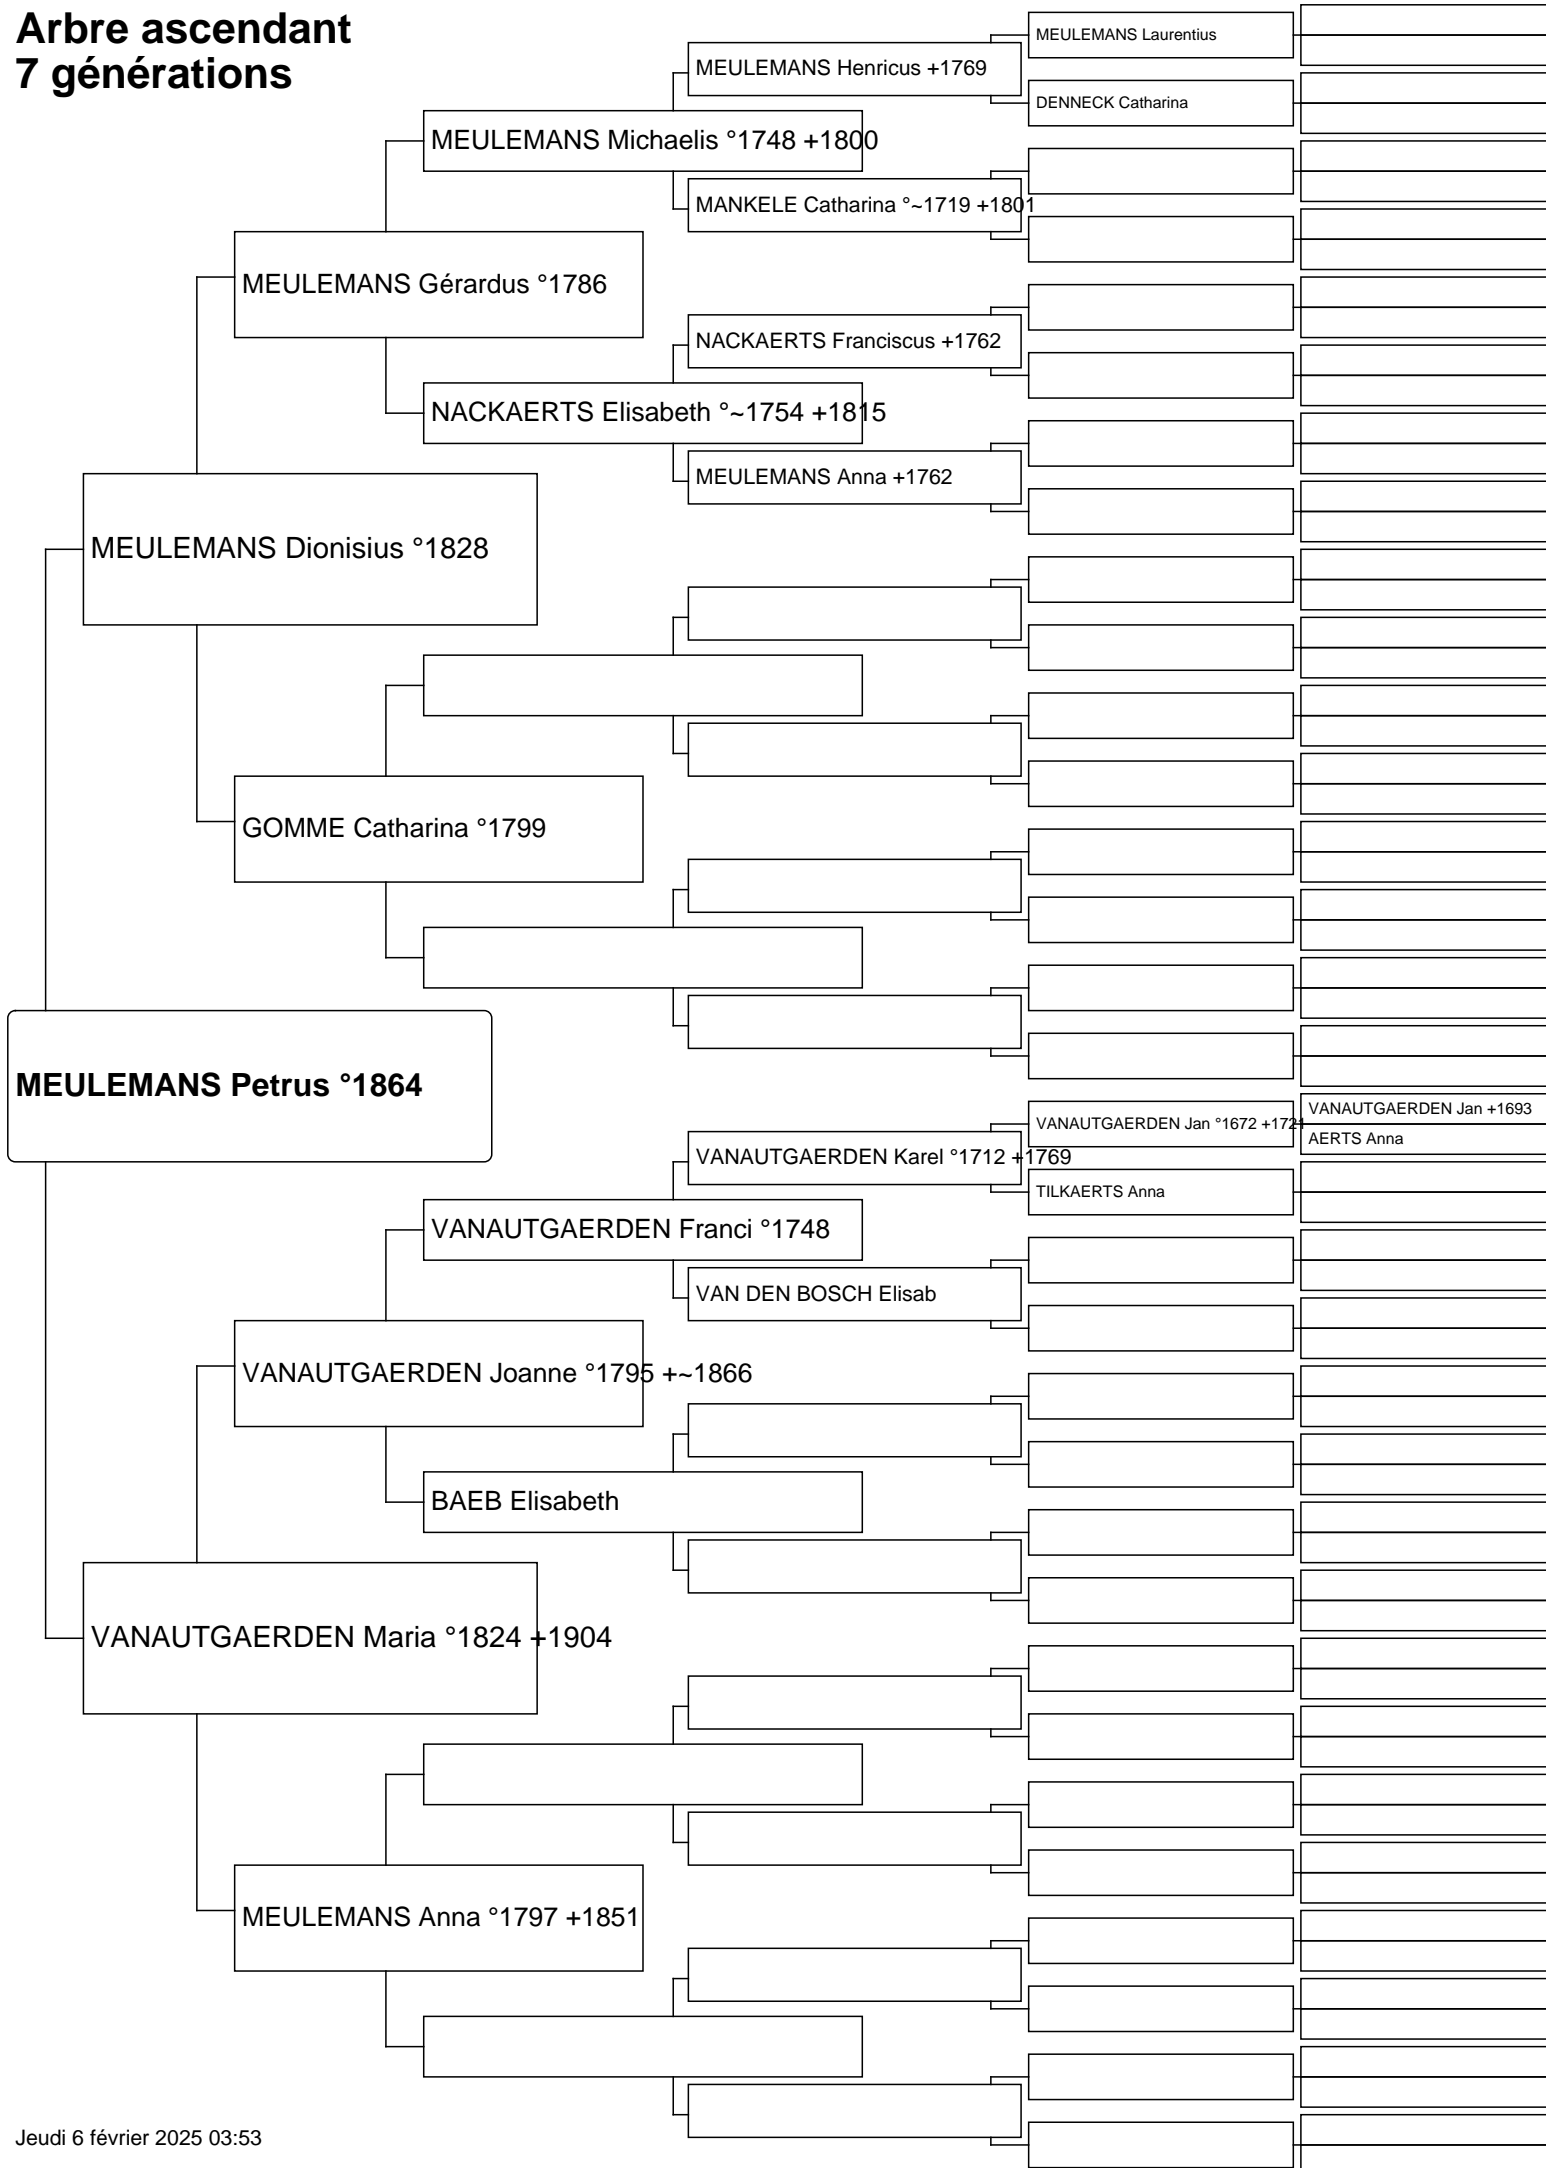 Arbre ascendant
7 générations
MEULEMANS Laurentius
MEULEMANS Henricus +1769
DENNECK Catharina
MEULEMANS Michaelis °1748 +1800
MANKELE Catharina °~1719 +1801
MEULEMANS Gérardus °1786
NACKAERTS Franciscus +1762
NACKAERTS Elisabeth °~1754 +1815
MEULEMANS Anna +1762
MEULEMANS Dionisius °1828
GOMME Catharina °1799
MEULEMANS Petrus °1864
VANAUTGAERDEN Jan +1693
VANAUTGAERDEN Jan °1672 +1721
AERTS Anna
VANAUTGAERDEN Karel °1712 +1769
TILKAERTS Anna
VANAUTGAERDEN Franci °1748
VAN DEN BOSCH Elisab
VANAUTGAERDEN Joanne °1795 +~1866
BAEB Elisabeth
VANAUTGAERDEN Maria °1824 +1904
MEULEMANS Anna °1797 +1851
Jeudi 6 février 2025 03:53